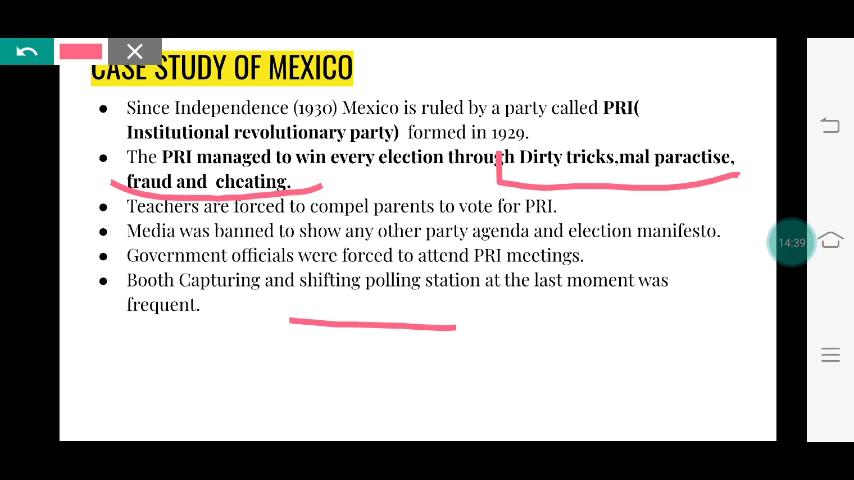 CASE STUDY OF MEXICO
● Since Independence (1930) Mexico is ruled by a party called PRI(
Institutional revolutionary party) formed in 1929.
● The PRI managed to win every election through Dirty tricks,mal paractise,
fraud and cheating.
● Teachers are forced to compel parents to vote for PRI.
● Media was banned to show any other party agenda and election manifesto.
● Government officials were forced to attend PRI meetings.
● Booth Capturing and shifting polling station at the last moment was
frequent.
14:39